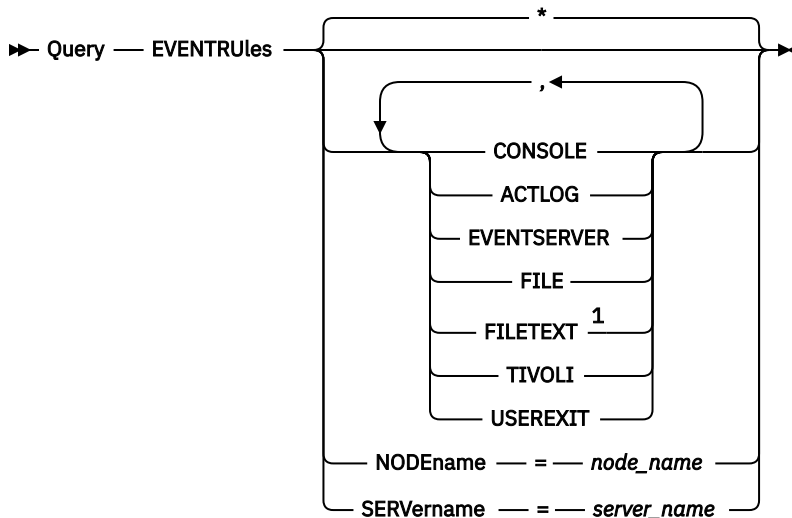 *
Query EVENTRUles
,
CONSOLE
ACTLOG
EVENTSERVER
FILE
FILETEXT 1
TIVOLI
USEREXIT
NODEname = node_name
SERVername = server_name